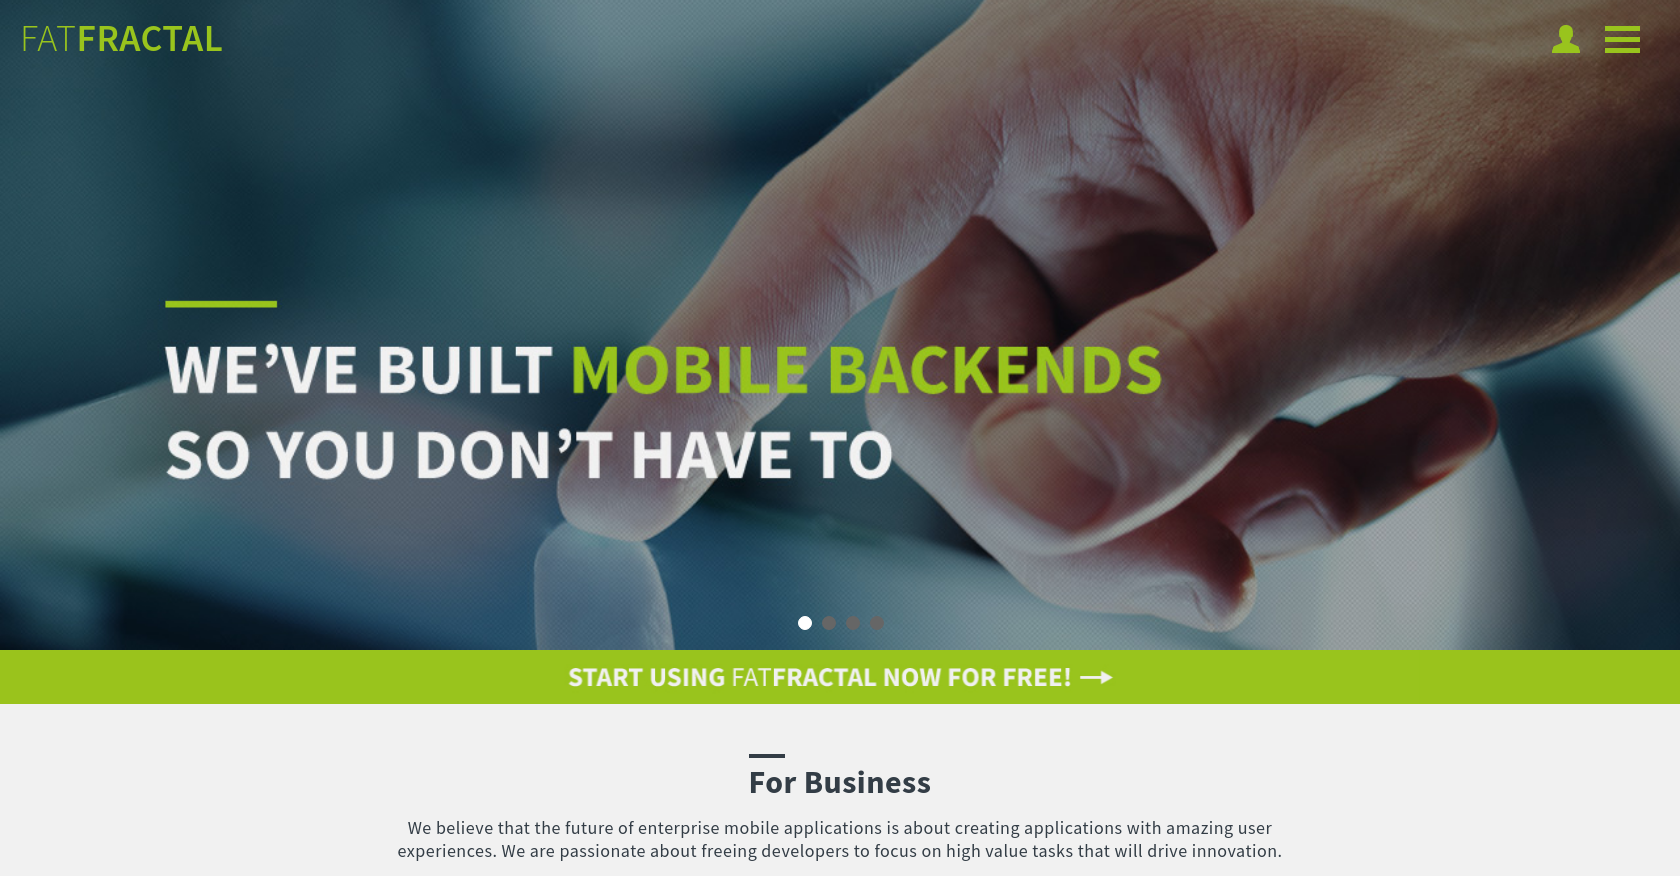 FATFRACTAL
WE'VE BUILT MOBILE BACKENDS
SO YOU DON'T HAVE TO
START USING FATFRACTAL NOW FOR FREE!
For Business
We believe that the future of enterprise mobile applications is about creating applications with amazing user
experiences. We are passionate about freeing developers to focus on high value tasks that will drive innovation.